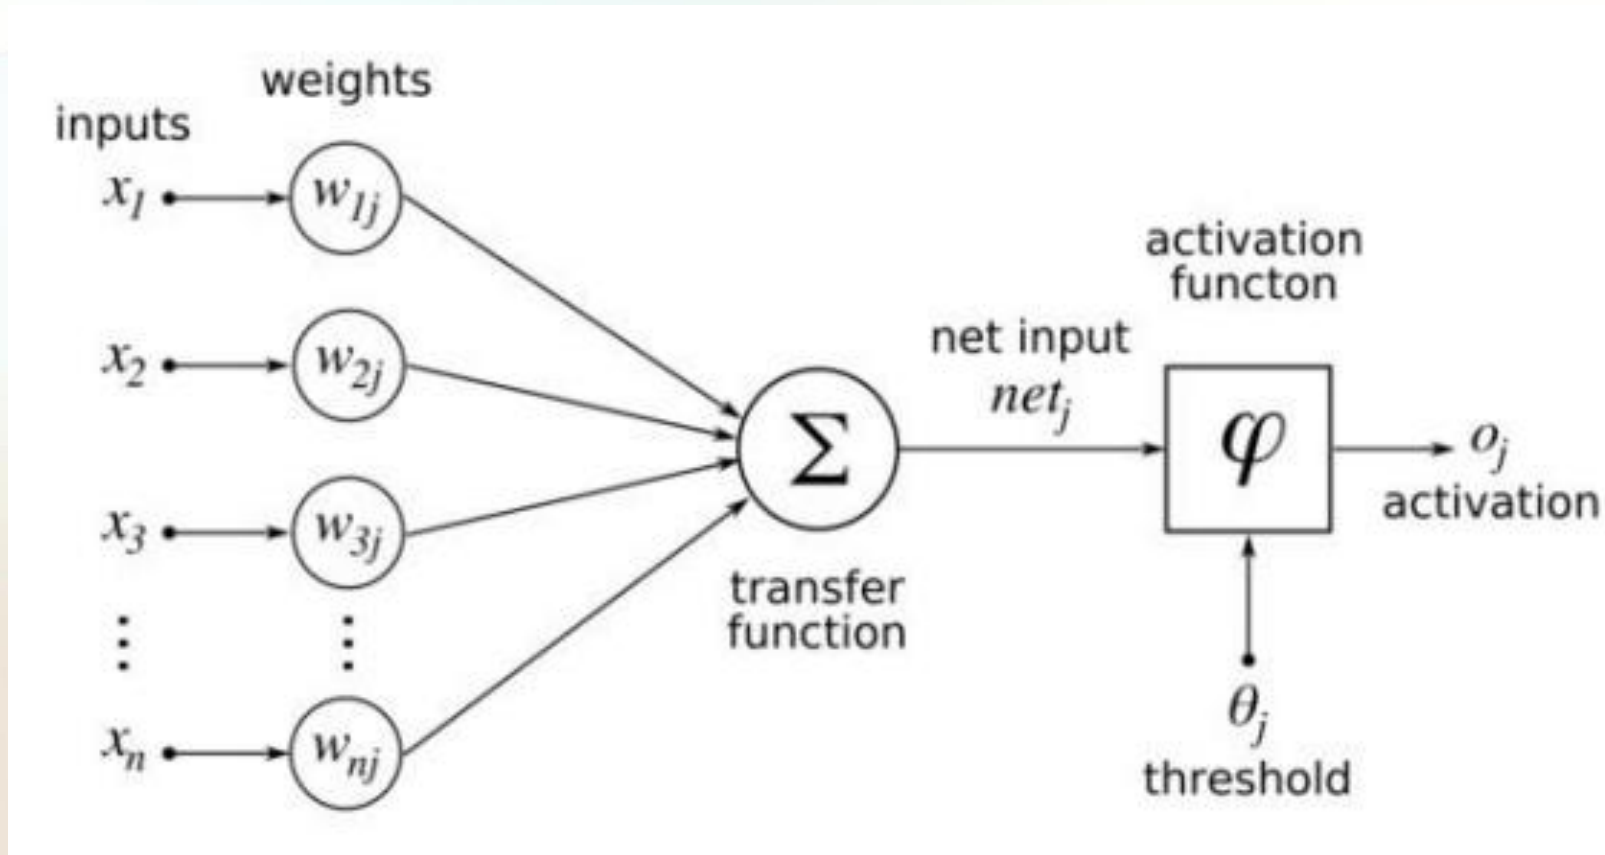 weights
inputs
x1
w1j
x2
w2j
x3
w3j
⋮
⋮
xn
wnj
Σ
transfer
function
net input
netj
activation
functon
φ
oj
activation
θj
threshold